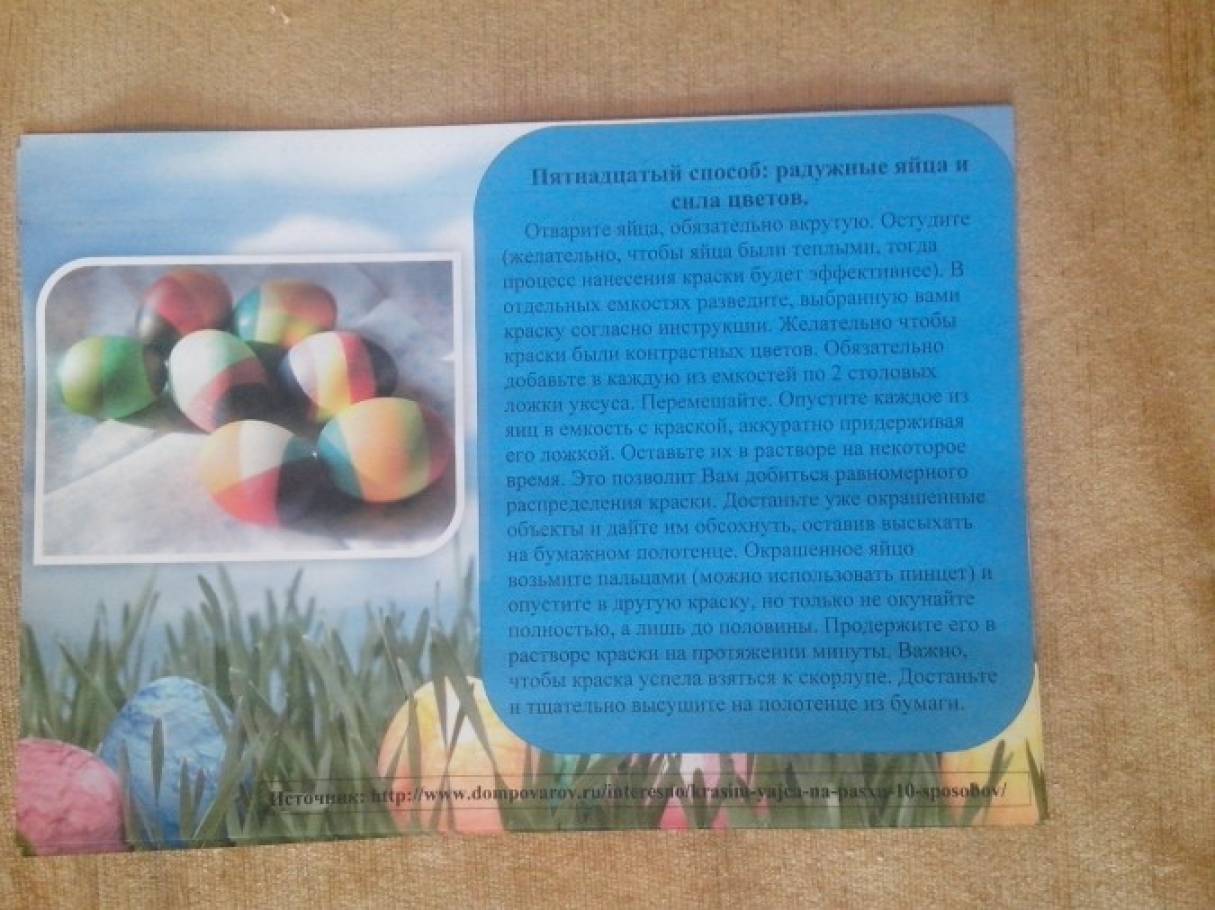 Пятнадцатый способ: радужные яйца и
сила цветов.
Отварите яйца, обязательно вкрутую. Остудите
(желательно, чтобы яйца были теплыми, тогда
процесс нанесения краски будет эффективнее). В
отдельных емкостях разведите, выбранную вами
краску согласно инструкции. Желательно чтобы
краски были контрастных цветов. Обязательно
добавьте в каждую из емкостей по 2 столовых
ложки уксуса. Перемешайте. Опустите каждое из
яиц в емкость с краской, аккуратно придерживая
его ложкой. Оставьте их в растворе на некоторое
время. Это позволит Вам добиться равномерного
распределения краски. Достаньте уже окрашенные
объекты и дайте им обсохнуть, оставив высыхать
на бумажном полотенце. Окрашенное яйцо
возьмите пальцами (можно использовать пинцет) и
опустите в другую краску, но только не окунайте
полностью, а лишь до половины. Продержите его в
растворе краски на протяжении минуты. Важно,
чтобы краска успела взяться к скорлупе. Достаньте
и тщательно высушите на полотенце из бумаги.
Источник: http://www.dompovarov.ru/interesno/krasim-yajca-na-pasxu-10-sposobov/